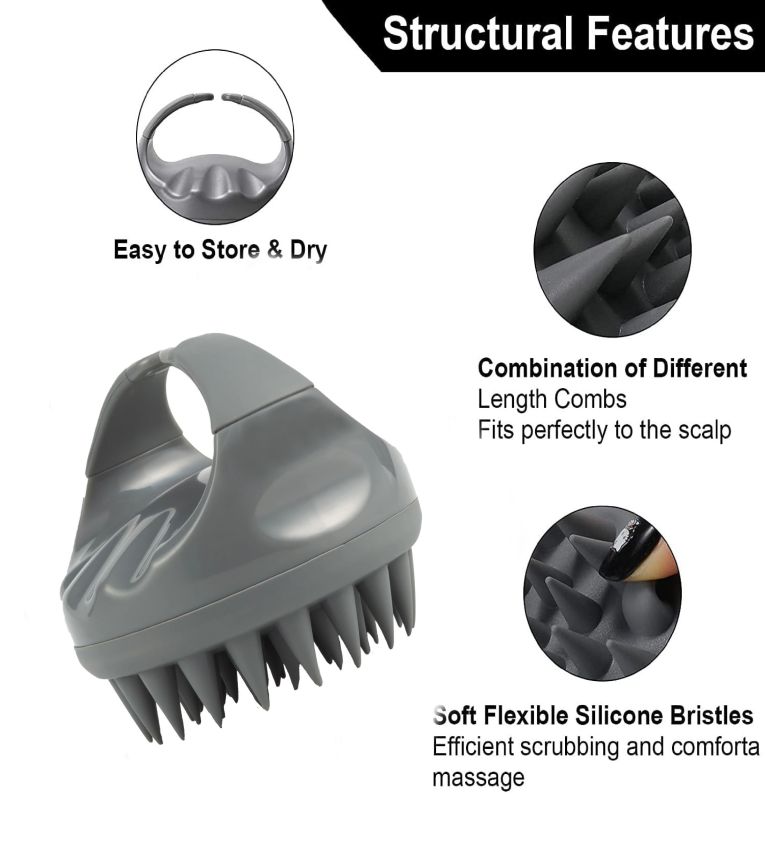 Structural Features
Easy to Store & Dry
Combination of Different
Length Combs
Fits perfectly to the scalp
Soft Flexible Silicone Bristles
Efficient scrubbing and comforta
massage